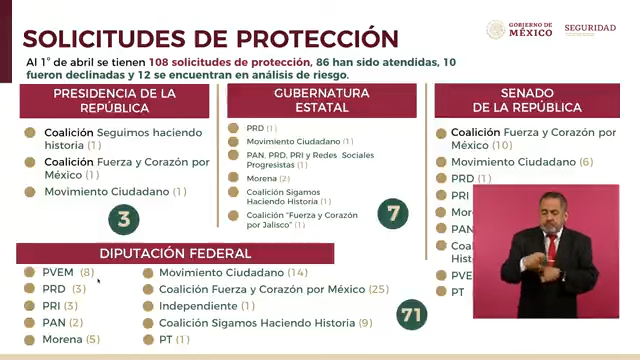 SOLICITUDES DE PROTECCIÓN
GOBIERNO DE
MÉXICO
SEGURIDAD
Al 1° de abril se tienen 108 solicitudes de protección, 86 han sido atendidas, 10
fueron declinadas y 12 se encuentran en análisis de riesgo.
PRESIDENCIA DE LA
REPÚBLICA
Coalición Seguimos haciendo
historia (1)
Coalición Fuerza y Corazón por
México (1)
Movimiento Ciudadano (1)
3
GUBERNATURA
ESTATAL
PRD (1)
Movimiento Ciudadano (1)
PAN, PRD, PRI y Redes Sociales
Progresistas (1)
Morena (2)
Coalición Sigamos
Haciendo Historia (1)
Coalición "Fuerza y Corazón
por Jalisco" (1)
7
SENADO
DE LA REPÚBLICA
Coalición Fuerza y Corazón por
México (10)
Movimiento Ciudadano (6)
PRD (1)
PRI
PAN
PT
DIPUTACIÓN FEDERAL
PVEM (8)
PRD (3)
PRI (3)
PAN (2)
Morena (5)
Movimiento Ciudadano (14)
Coalición Fuerza y Corazón por México (25)
Independiente (1)
Coalición Sigamos Haciendo Historia (9)
PT (1)
71